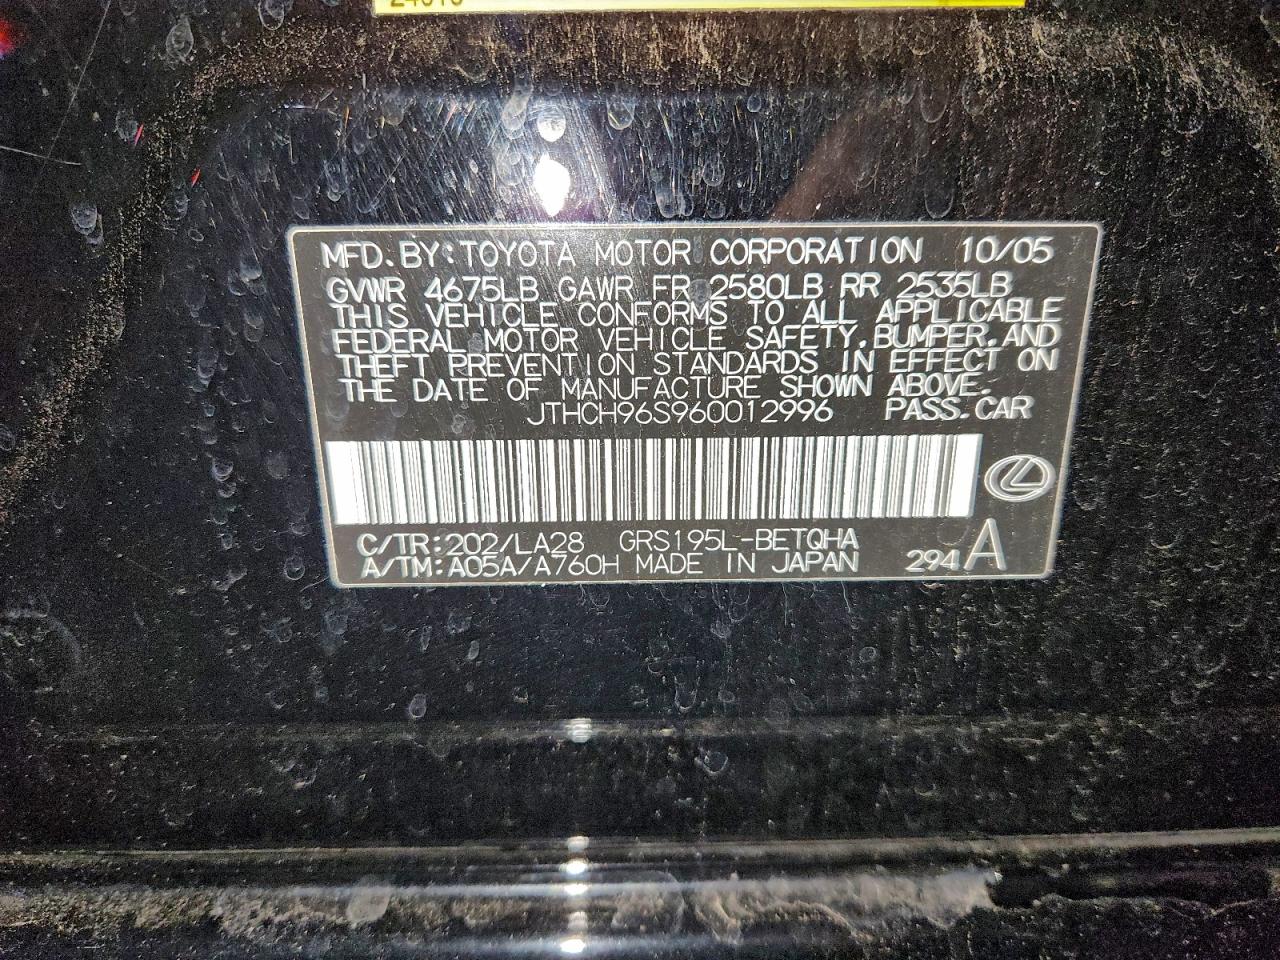 MFD. BY: TOYOTA MOTOR CORPORATION 10/05
GVWR 4675LB GAWR FR 2580LB RR 2535LB
THIS VEHICLE CONFORMS TO ALL APPLICABLE
FEDERAL MOTOR VEHICLE SAFETY, BUMPER, AND
THEFT PREVENTION STANDARDS IN EFFECT ON
THE DATE OF MANUFACTURE SHOWN ABOVE.
JTHCH96S960012996 PASS. CAR
C/TR: 202/LA28 GRS195L-BETQHA
A/TM: A05A/A760H MADE IN JAPAN 294 A